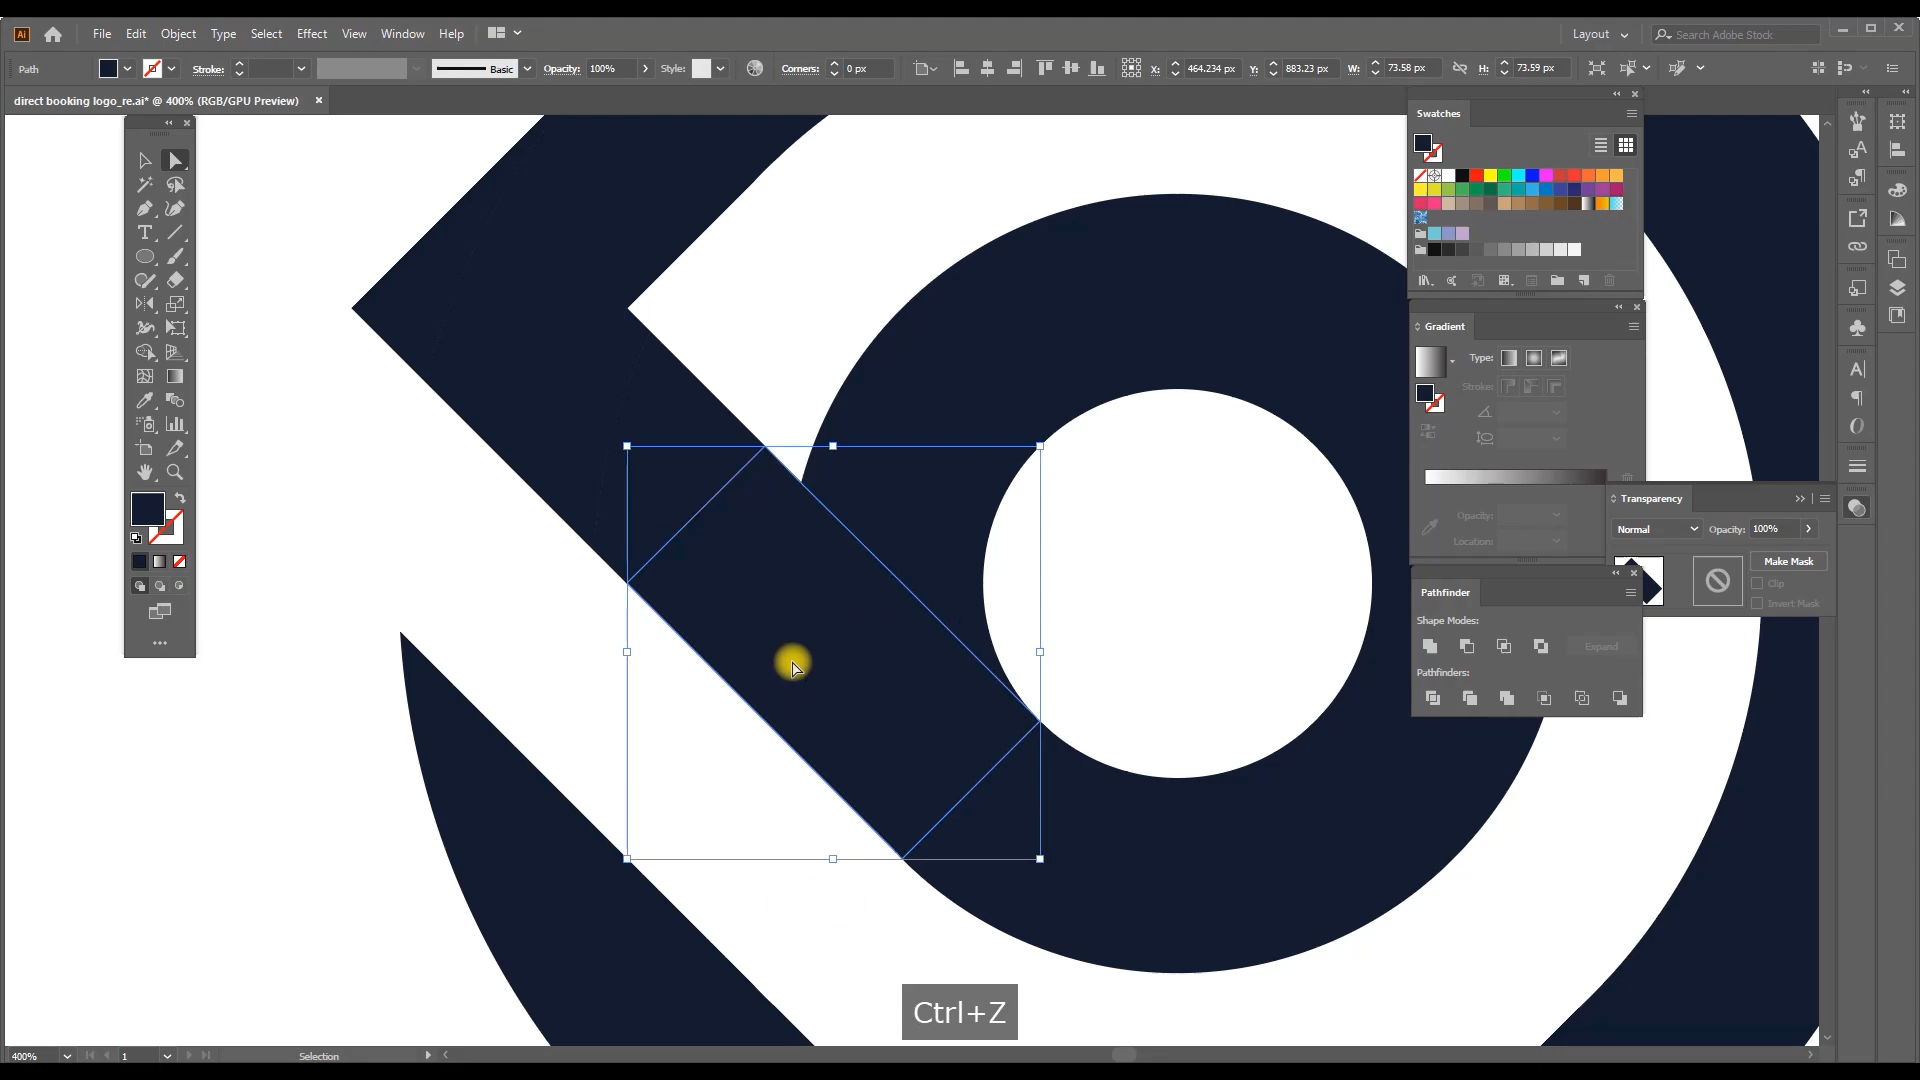 Ai File Edit Object Type Select Effect View Window Help Layout Search Adobe Stock
Path Stroke: Basic Opacity: 100% Style: Corners: 0 px X: 464.234 px Y: 883.23 px W: 73.58 px H: 73.59 px
direct booking logo_re.ai* @ 400% (RGB/GPU Preview) ×
Swatches
Gradient
Type:
Stroke:
Opacity:
Location:
Transparency
Normal Opacity: 100%
Make Mask
Clip
Invert Mask
Pathfinder
Shape Modes:
Expand
Pathfinders:
Ctrl+Z
400% 1 Selection